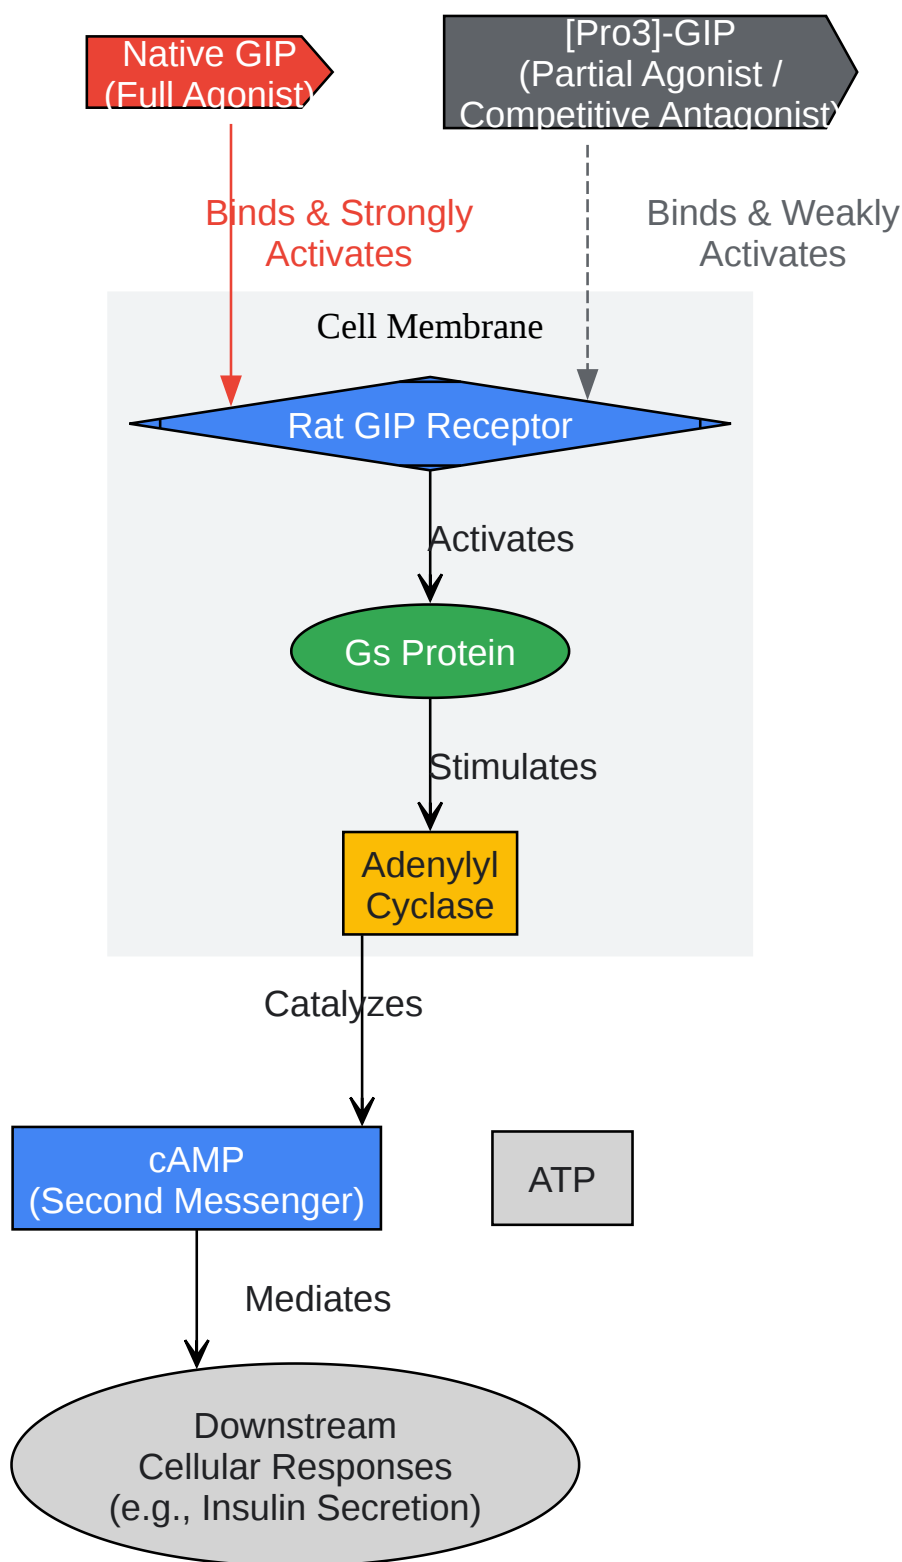 Native GIP
(Full Agonist)
[Pro3]-GIP
(Partial Agonist /
Competitive Antagonist)
Binds & Strongly
Activates
Binds & Weakly
Activates
Cell Membrane
Rat GIP Receptor
Activates
Gs Protein
Stimulates
Adenylyl
Cyclase
Catalyzes
cAMP
(Second Messenger)
ATP
Mediates
Downstream
Cellular Responses
(e.g., Insulin Secretion)